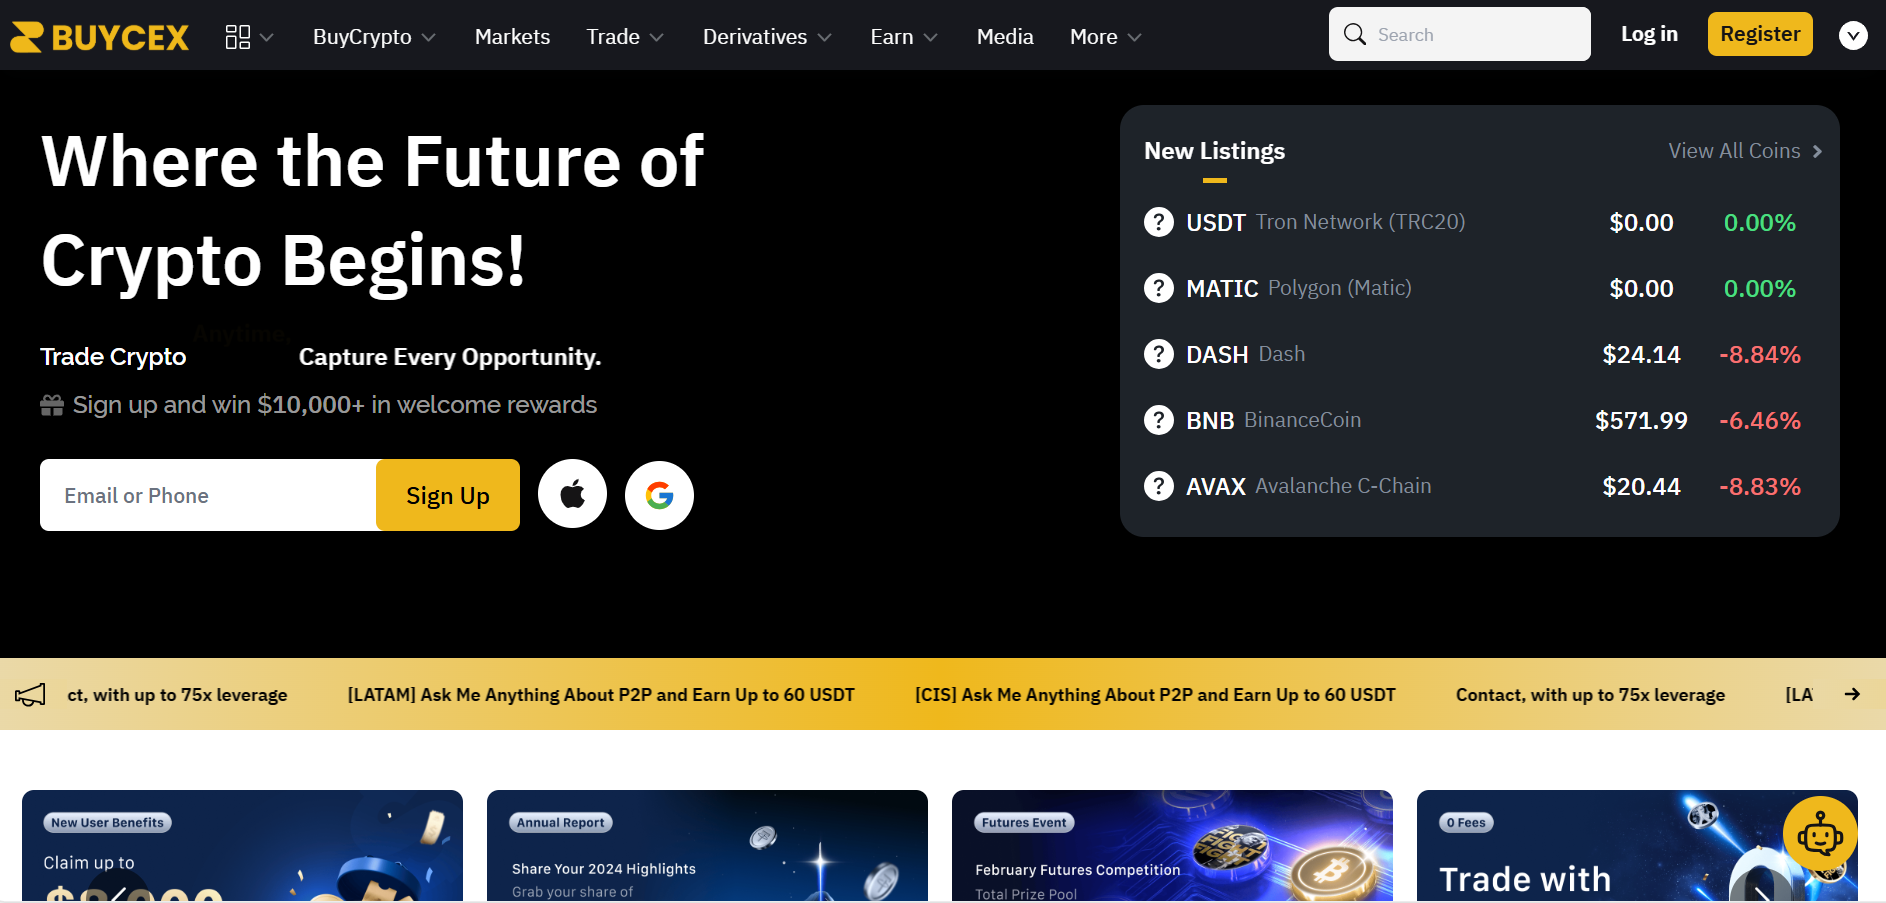 BUYCEX
BuyCrypto
Markets
Trade
Derivatives
Earn
Media
More
Search
Log in
Register
Where the Future of
Crypto Begins!
Anytime.
Trade Crypto
Capture Every Opportunity.
Sign up and win $10,000+ in welcome rewards
Email or Phone
Sign Up
New Listings
View All Coins
USDT Tron Network (TRC20) $0.00 0.00%
MATIC Polygon (Matic) $0.00 0.00%
DASH Dash $24.14 -8.84%
BNB BinanceCoin $571.99 -6.46%
AVAX Avalanche C-Chain $20.44 -8.83%
ct, with up to 75x leverage
[LATAM] Ask Me Anything About P2P and Earn Up to 60 USDT
[CIS] Ask Me Anything About P2P and Earn Up to 60 USDT
Contact, with up to 75x leverage
[LA
New User Benefits
Claim up to
Annual Report
Share Your 2024 Highlights
Grab your share of
Futures Event
February Futures Competition
Total Prize Pool
FIGHT
FIGHT
0 Fees
Trade with